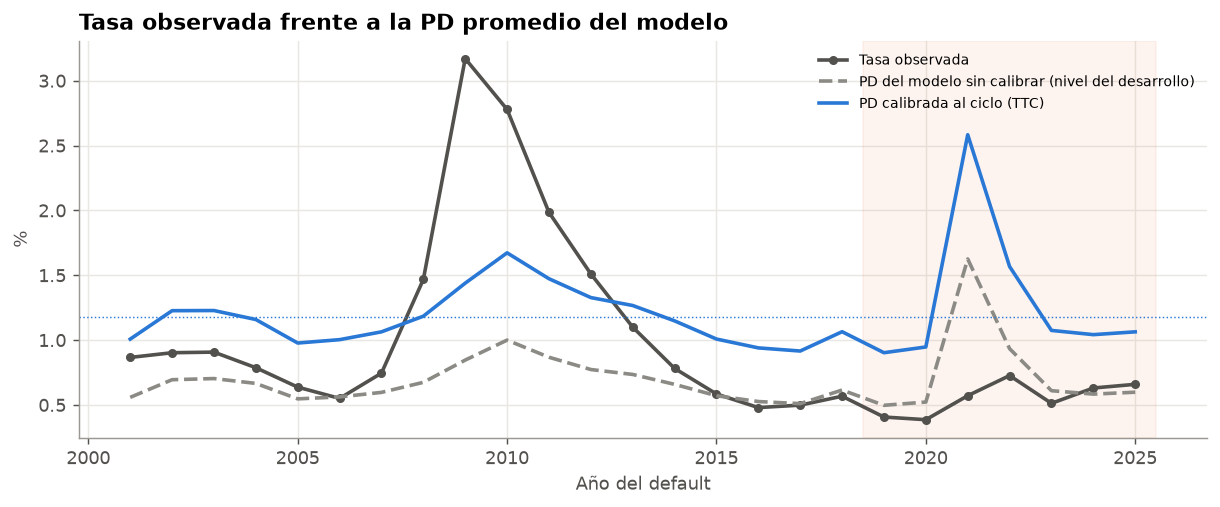 Tasa observada frente a la PD promedio del modelo
Tasa observada
PD del modelo sin calibrar (nivel del desarrollo)
PD calibrada al ciclo (TTC)
%
3.0
2.5
2.0
1.5
1.0
0.5
2000
2005
2010
2015
2020
2025
Año del default